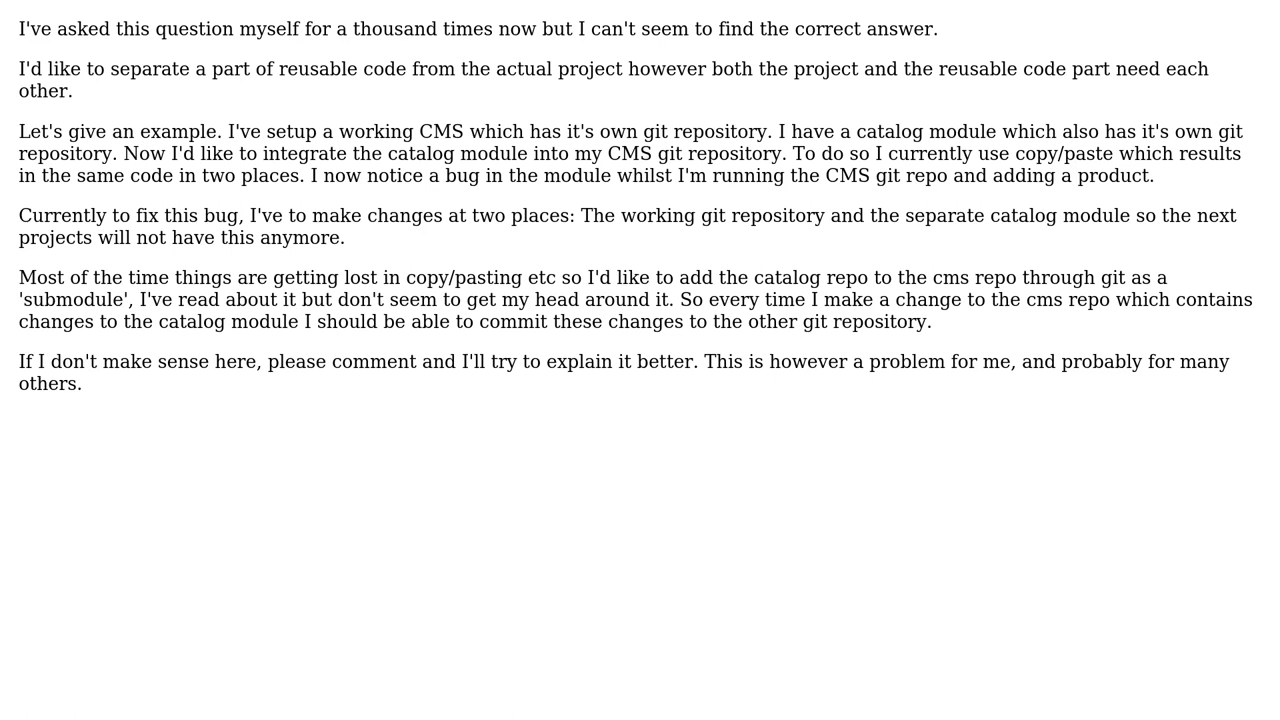 I've asked this question myself for a thousand times now but I can't seem to find the correct answer.
I'd like to separate a part of reusable code from the actual project however both the project and the reusable code part need each
other.
Let's give an example. I've setup a working CMS which has it's own git repository. I have a catalog module which also has it's own git
repository. Now I'd like to integrate the catalog module into my CMS git repository. To do so I currently use copy/paste which results
in the same code in two places. I now notice a bug in the module whilst I'm running the CMS git repo and adding a product.
Currently to fix this bug, I've to make changes at two places: The working git repository and the separate catalog module so the next
projects will not have this anymore.
Most of the time things are getting lost in copy/pasting etc so I'd like to add the catalog repo to the cms repo through git as a
'submodule', I've read about it but don't seem to get my head around it. So every time I make a change to the cms repo which contains
changes to the catalog module I should be able to commit these changes to the other git repository.
If I don't make sense here, please comment and I'll try to explain it better. This is however a problem for me, and probably for many
others.